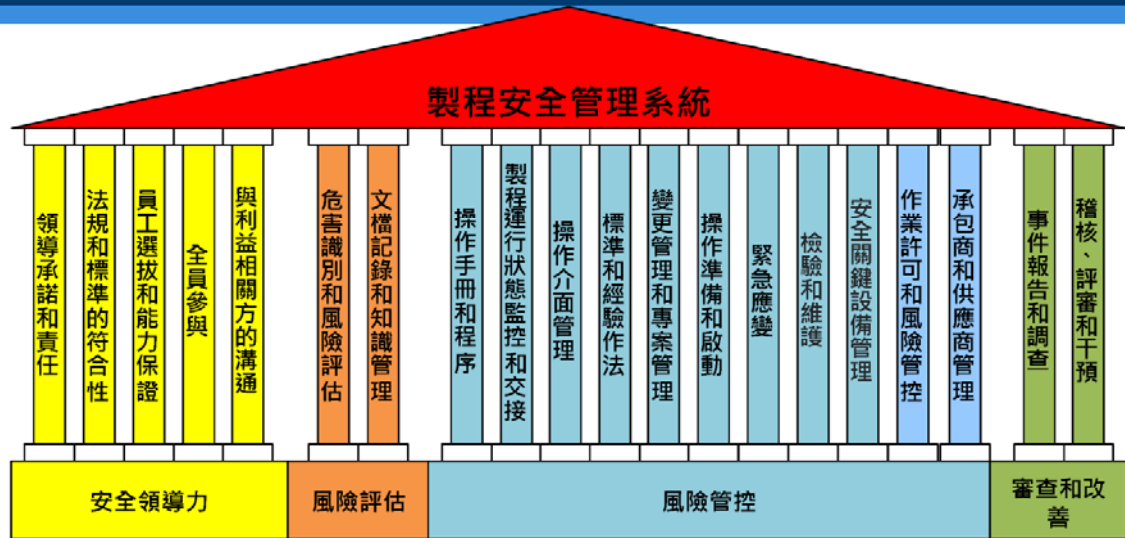 製程安全管理系統
領導承諾和責任
法規和標準的符合性
員工選拔和能力保證
全員參與
與利益相關方的溝通
危害識別和風險評估
文檔記錄和知識管理
操作手冊和程序
製程運行狀態監控和交接
操作介面管理
標準和經驗作法
變更管理和專案管理
操作準備和啟動
緊急應變
檢驗和維護
安全關鍵設備管理
作業許可和風險管控
承包商和供應商管理
事件報告和調查
稽核、評審和干預
安全領導力
風險評估
風險管控
審查和改
善